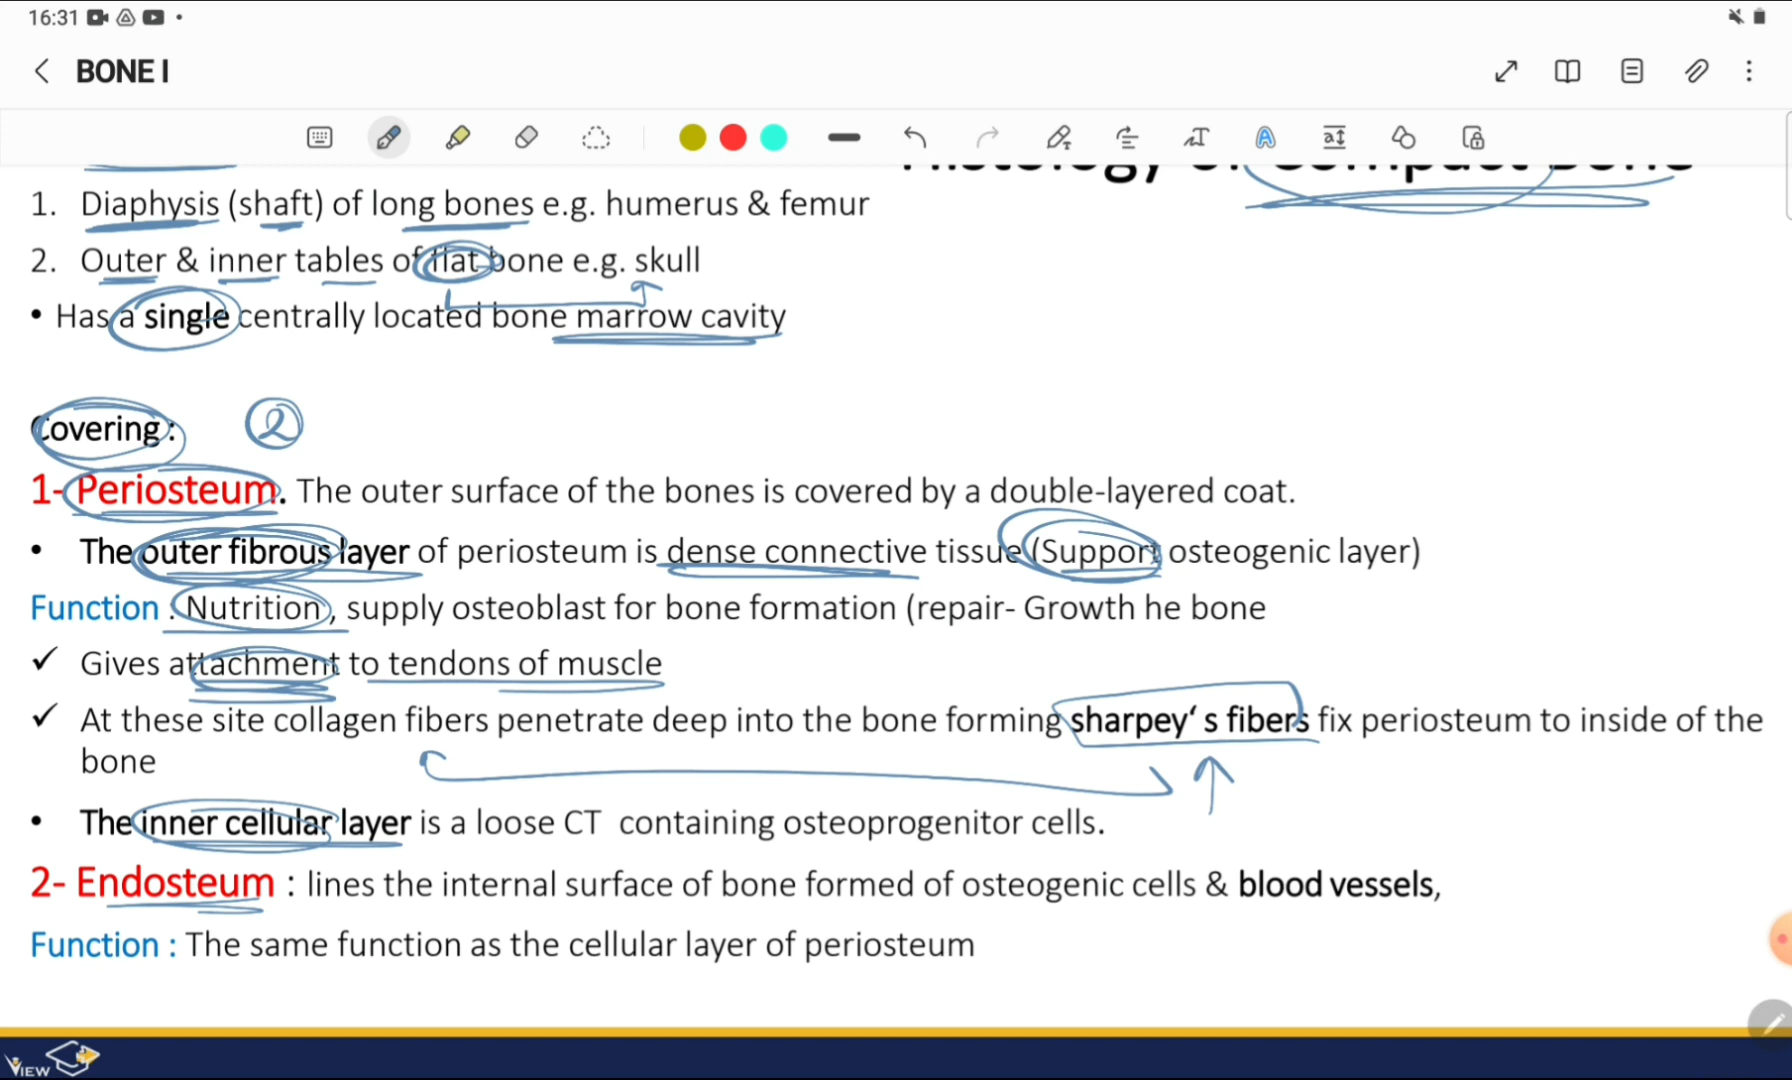 16:31
BONE I
Histology of Compact Bone
1. Diaphysis (shaft) of long bones e.g. humerus & femur
2. Outer & inner tables of flat bone e.g. skull
• Has a single centrally located bone marrow cavity
Covering : 2
1- Periosteum. The outer surface of the bones is covered by a double-layered coat.
• The outer fibrous layer of periosteum is dense connective tissue (Support osteogenic layer)
Function : Nutrition, supply osteoblast for bone formation (repair- Growth he bone
✓ Gives attachment to tendons of muscle
✓ At these site collagen fibers penetrate deep into the bone forming sharpey‘ s fibers fix periosteum to inside of the
bone
• The inner cellular layer is a loose CT containing osteoprogenitor cells.
2- Endosteum : lines the internal surface of bone formed of osteogenic cells & blood vessels,
Function : The same function as the cellular layer of periosteum
VIEW